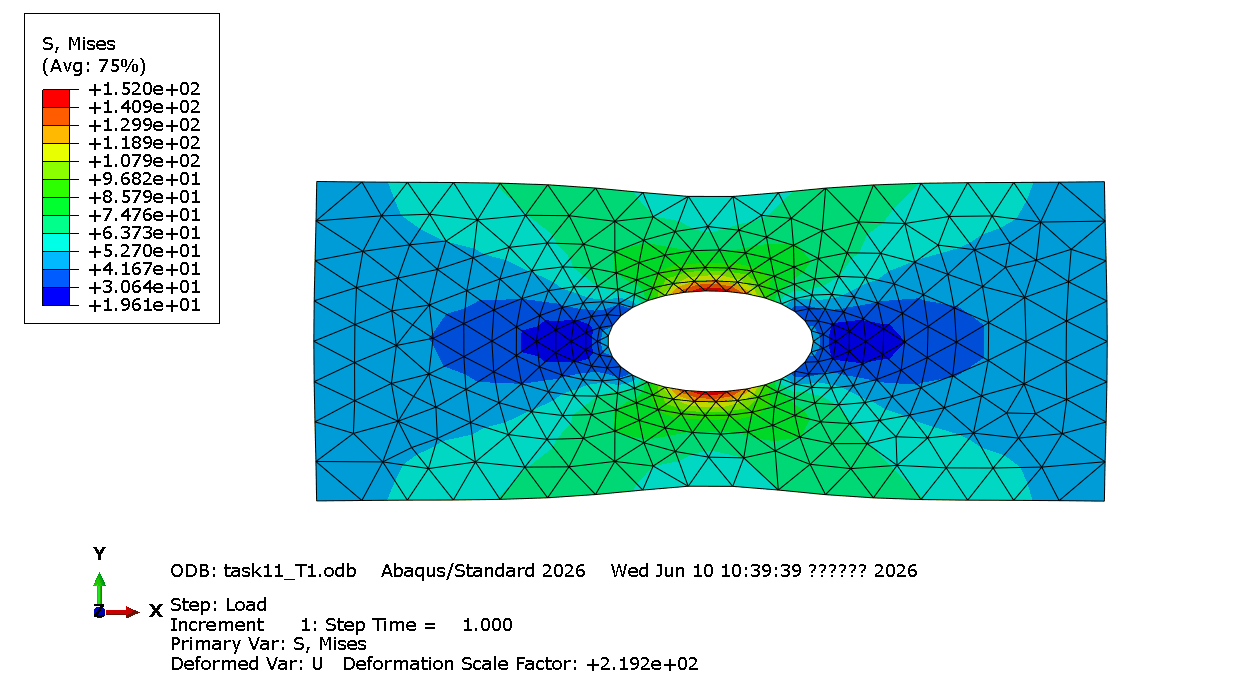 S, Mises
(Avg: 75%)
+1.520e+02
+1.409e+02
+1.299e+02
+1.189e+02
+1.079e+02
+9.682e+01
+8.579e+01
+7.476e+01
+6.373e+01
+5.270e+01
+4.167e+01
+3.064e+01
+1.961e+01
Y
Z X
ODB: task11_T1.odb Abaqus/Standard 2026 Wed Jun 10 10:39:39 ?????? 2026
Step: Load
Increment 1: Step Time = 1.000
Primary Var: S, Mises
Deformed Var: U Deformation Scale Factor: +2.192e+02